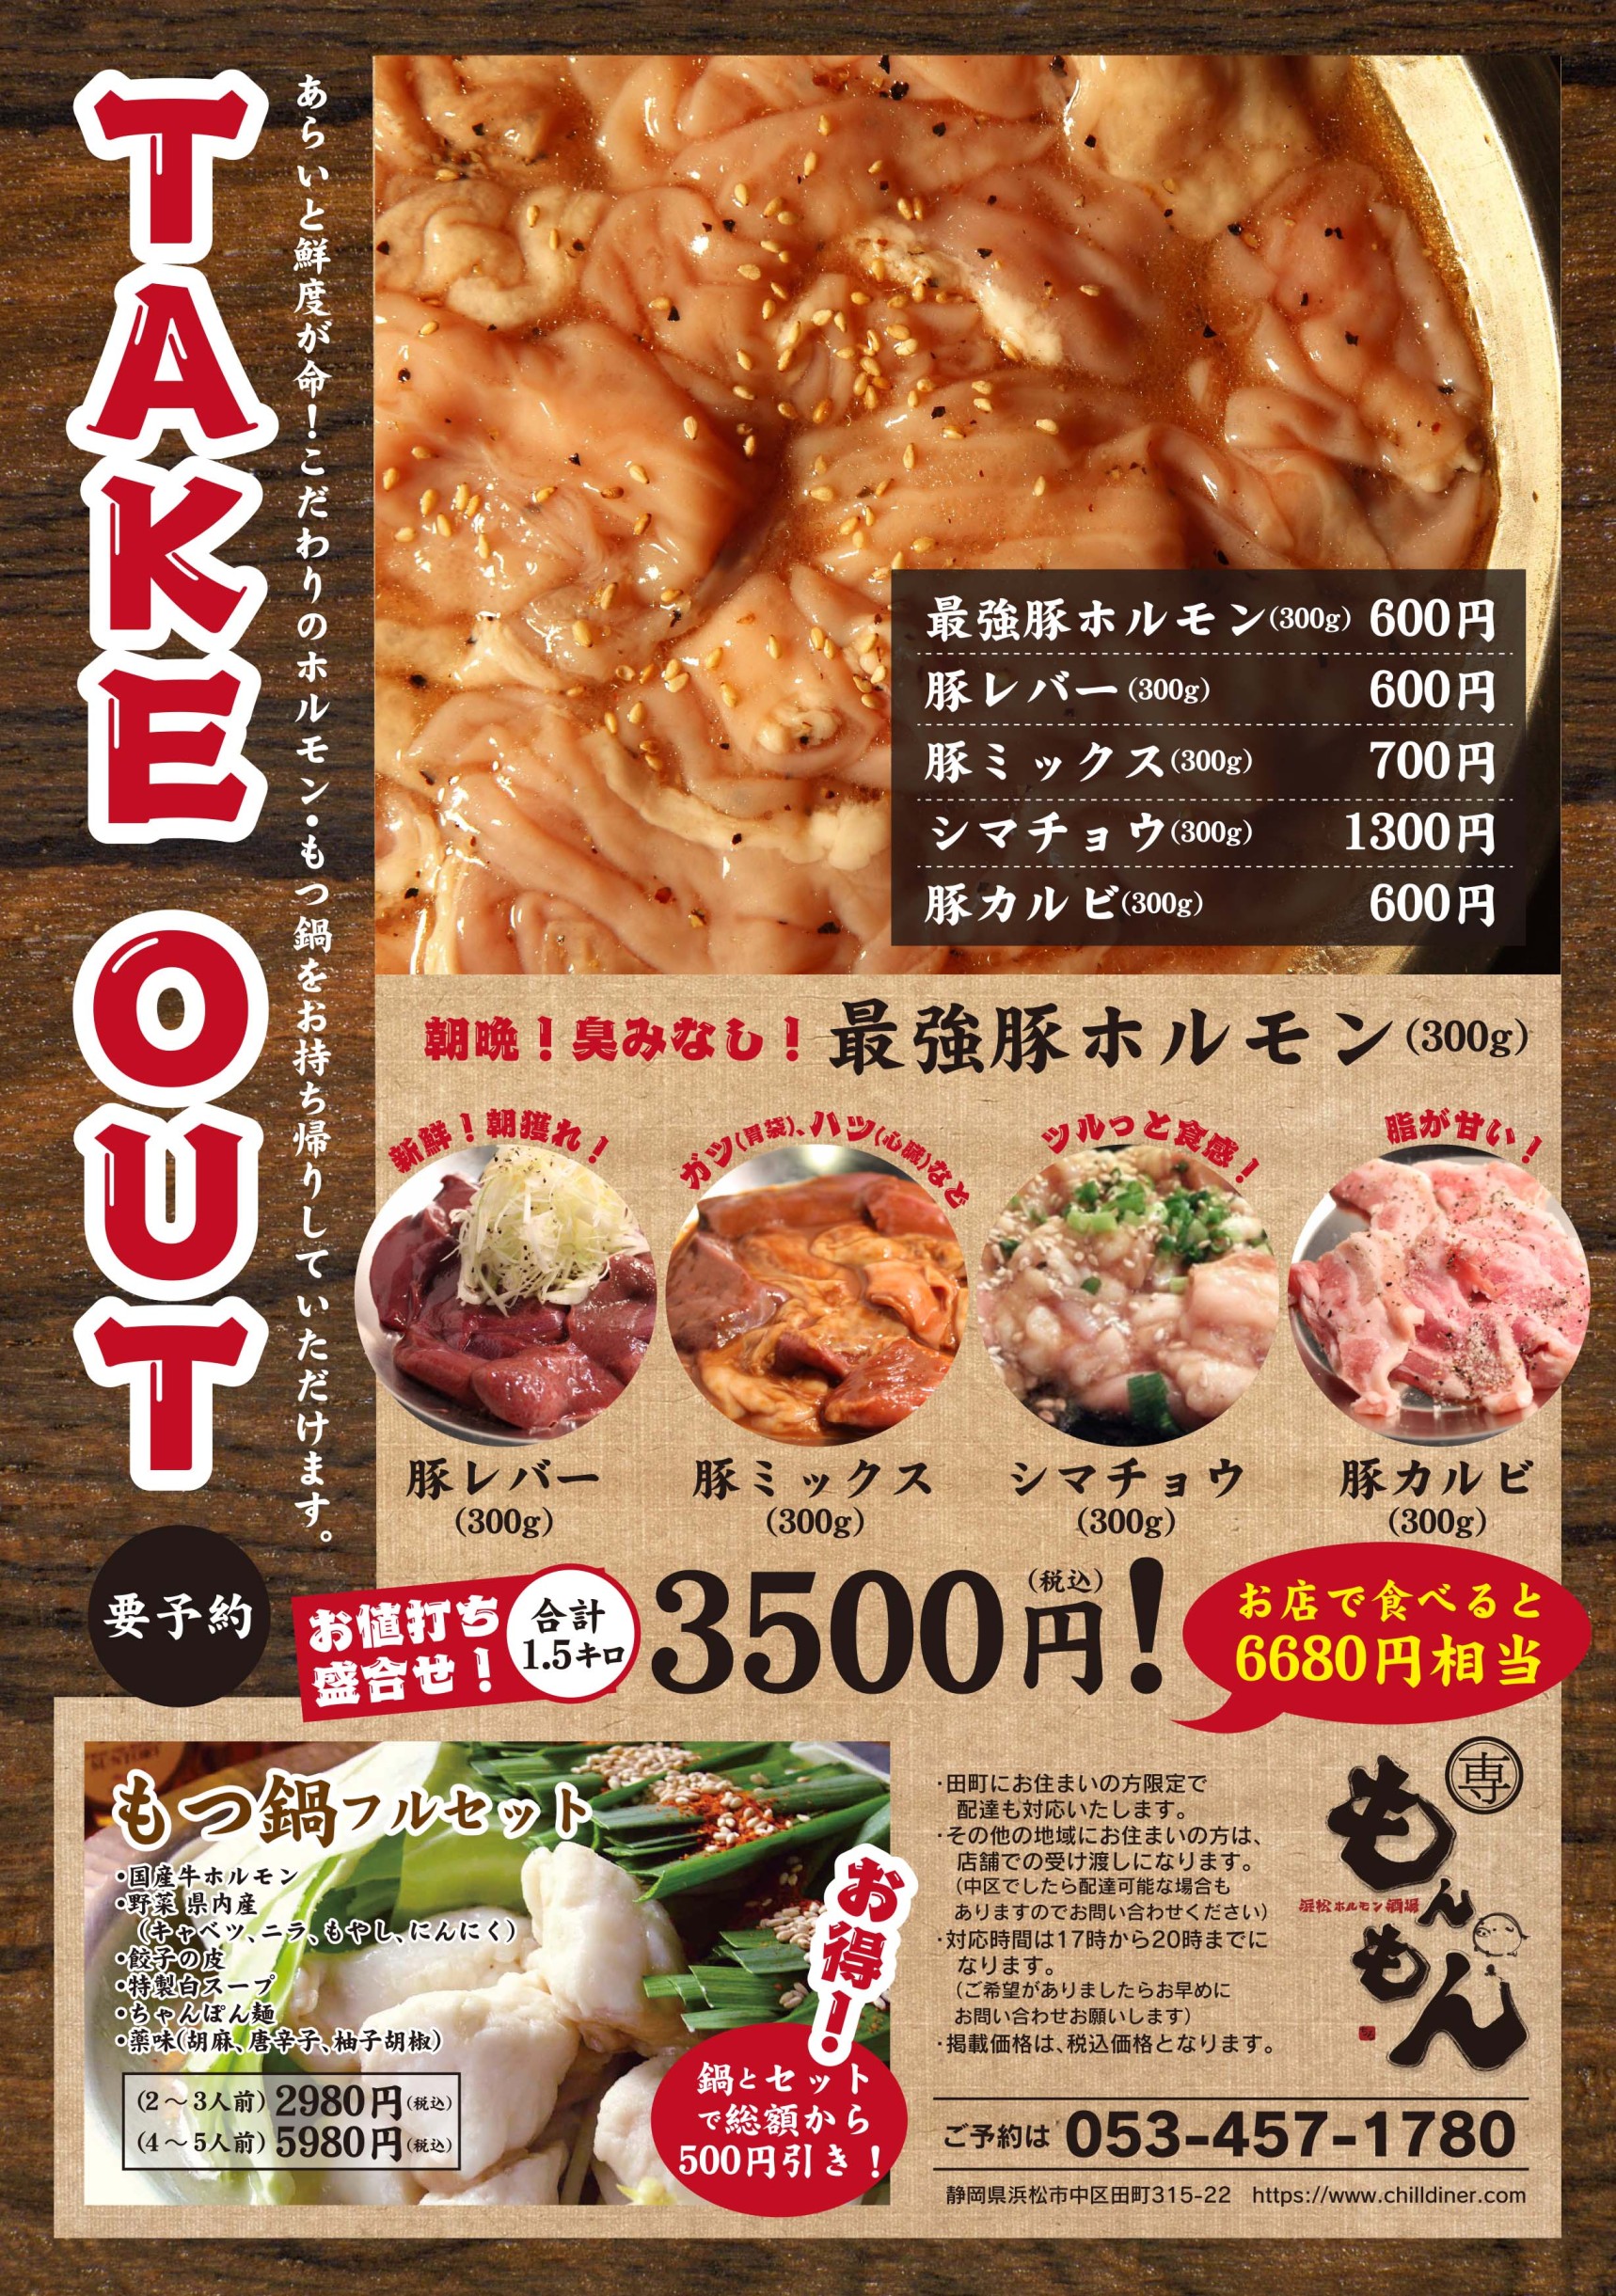 TAKE OUT
あらいと鮮度が命！こだわりのホルモン・もつ鍋をお持ち帰りしていただけます。
要予約
最強豚ホルモン(300g) 600円
豚レバー(300g) 600円
豚ミックス(300g) 700円
シマチョウ(300g) 1300円
豚カルビ(300g) 600円
朝晩！臭みなし！最強豚ホルモン(300g)
新鮮！朝獲れ！
豚レバー
(300g)
ガツ(胃袋)、ハツ(心臓)など
豚ミックス
(300g)
ツルっと食感！
シマチョウ
(300g)
脂が甘い！
豚カルビ
(300g)
お値打ち
盛合せ！
合計
1.5キロ
3500円(税込)！
お店で食べると
6680円相当
もつ鍋フルセット
・国産牛ホルモン
・野菜 県内産
(キャベツ、ニラ、もやし、にんにく)
・餃子の皮
・特製白スープ
・ちゃんぽん麺
・薬味(胡麻、唐辛子、柚子胡椒)
(2～3人前) 2980円(税込)
(4～5人前) 5980円(税込)
お得！
鍋とセット
で総額から
500円引き！
・田町にお住まいの方限定で
配達も対応いたします。
・その他の地域にお住まいの方は、
店舗での受け渡しになります。
(中区でしたら配達可能な場合も
ありますのでお問い合わせください)
・対応時間は17時から20時までに
なります。
(ご希望がありましたらお早めに
お問い合わせお願いします)
・掲載価格は、税込価格となります。
専
もんもん
浜松ホルモン酒場
ご予約は 053-457-1780
静岡県浜松市中区田町315-22 https://www.chilldiner.com